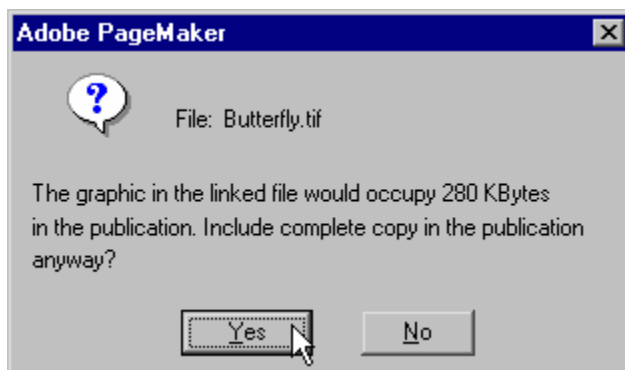 Adobe PageMaker
File: Butterfly.tif
The graphic in the linked file would occupy 280 KBytes
in the publication. Include complete copy in the publication
anyway?
Yes No